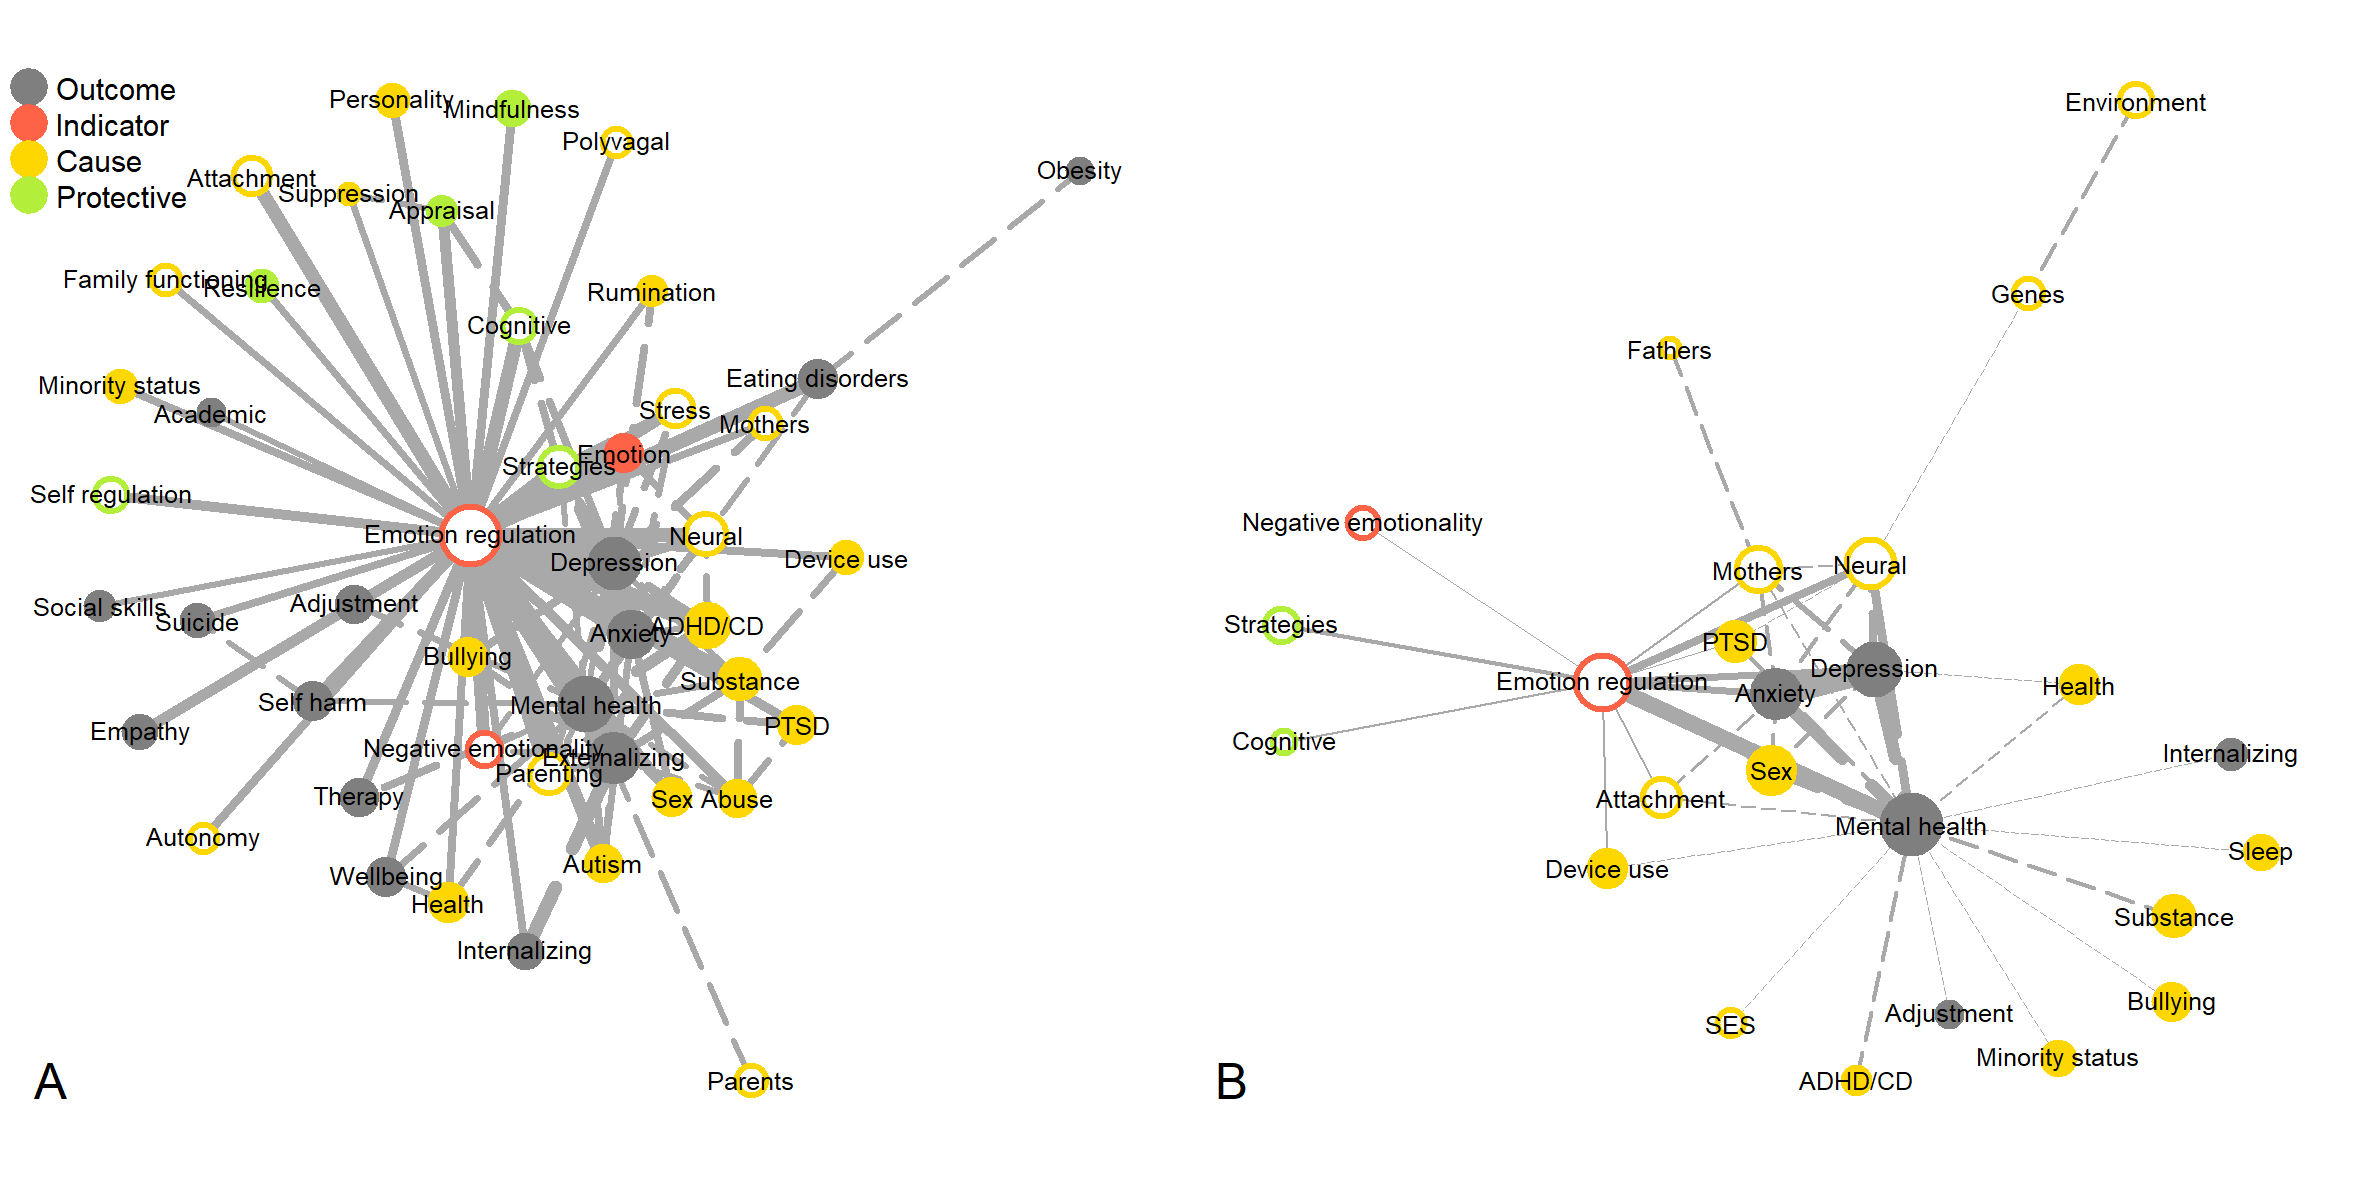 Outcome
Indicator
Cause
Protective
Personality
Mindfulness
Polyvagal
Attachment
Suppression
Appraisal
Obesity
Family functioning
Resilience
Rumination
Cognitive
Minority status
Academic
Eating disorders
Stress
Mothers
Emotion
Strategies
Self regulation
Emotion regulation
Neural
Depression
Device use
Social skills
Suicide
Adjustment
Anxiety
ADHD/CD
Bullying
Substance
Self harm
Mental health
Empathy
PTSD
Negative emotionality
Externalizing
Parenting
Therapy
Sex
Abuse
Autonomy
Autism
Wellbeing
Health
Internalizing
Parents
A
Environment
Genes
Fathers
Negative emotionality
Mothers
Neural
Strategies
PTSD
Depression
Emotion regulation
Anxiety
Health
Cognitive
Internalizing
Sex
Attachment
Mental health
Device use
Sleep
Substance
Bullying
SES
Adjustment
Minority status
ADHD/CD
B